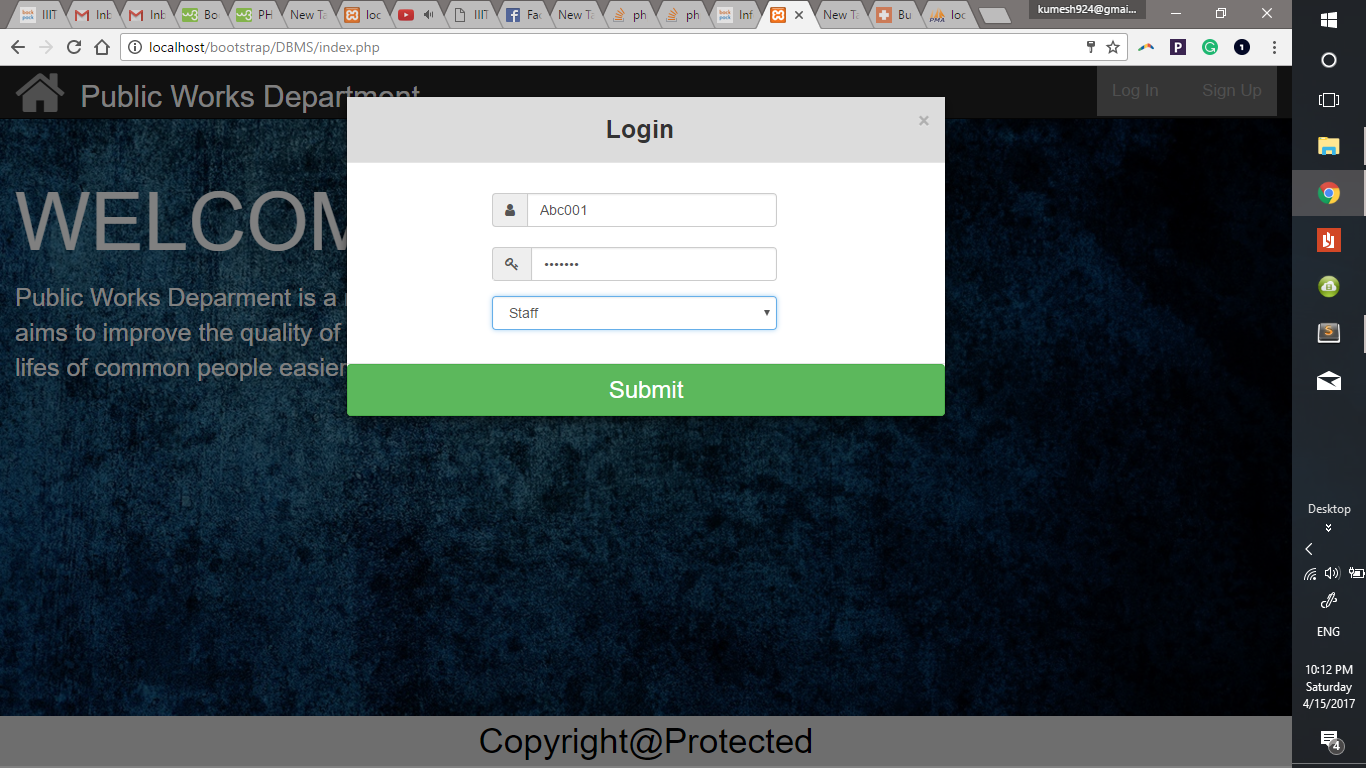 IIIT
Inb
Inb
Bo
PH
New Ta
loc
IIIT
Fac
New Ta
ph
ph
Inf
New Ta
Bu
loc
kumesh924@gmai...
localhost/bootstrap/DBMS/index.php
Public Works Department
Log In
Sign Up
Login
×
WELCOM
Abc001
•••••••
Staff
Public Works Deparment is a
aims to improve the quality of
lifes of common people easier
Submit
Copyright@Protected
Desktop
ENG
10:12 PM
Saturday
4/15/2017
4